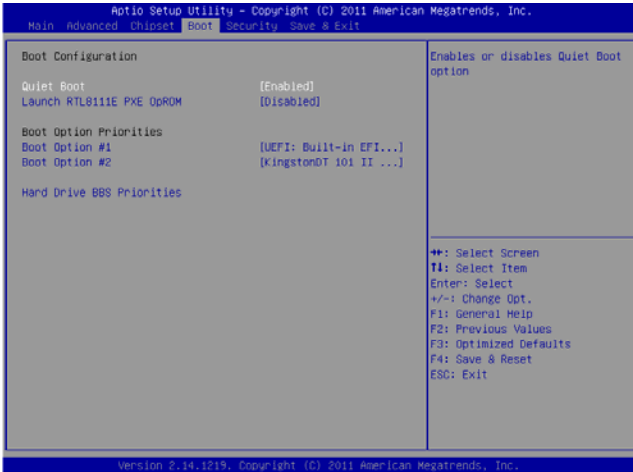 Aptio Setup Utility - Copyright (C) 2011 American Megatrends, Inc.
Main Advanced Chipset Boot Security Save & Exit
Boot Configuration
Quiet Boot [Enabled]
Launch RTL8111E PXE OpROM [Disabled]
Boot Option Priorities
Boot Option #1 [UEFI: Built-in EFI...]
Boot Option #2 [KingstonDT 101 II ...]
Hard Drive BBS Priorities
Enables or disables Quiet Boot
option
→←: Select Screen
↑↓: Select Item
Enter: Select
+/-: Change Opt.
F1: General Help
F2: Previous Values
F3: Optimized Defaults
F4: Save & Reset
ESC: Exit
Version 2.14.1219. Copyright (C) 2011 American Megatrends, Inc.